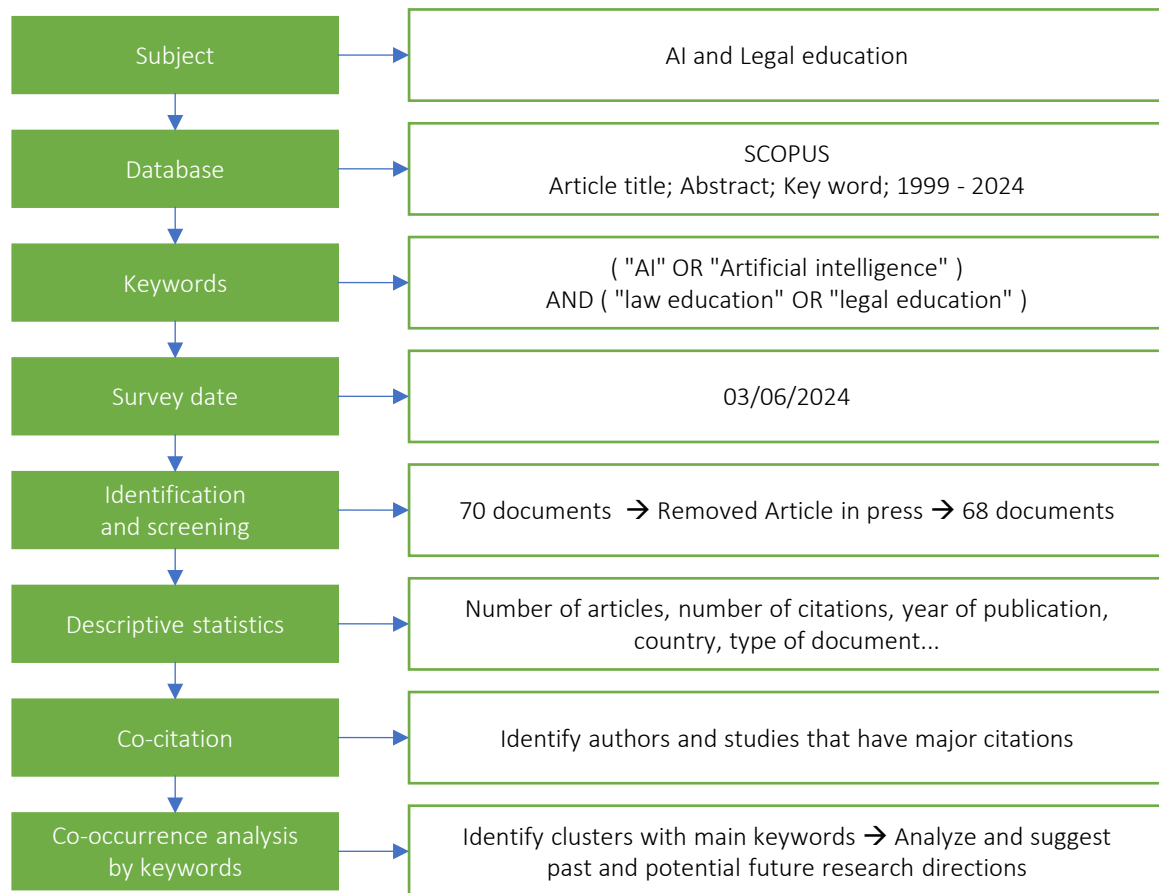 Subject
AI and Legal education
Database
SCOPUS
Article title; Abstract; Key word; 1999 - 2024
Keywords
( "AI" OR "Artificial intelligence" )
AND ( "law education" OR "legal education" )
Survey date
03/06/2024
Identification
and screening
70 documents → Removed Article in press → 68 documents
Descriptive statistics
Number of articles, number of citations, year of publication,
country, type of document...
Co-citation
Identify authors and studies that have major citations
Co-occurrence analysis
by keywords
Identify clusters with main keywords → Analyze and suggest
past and potential future research directions